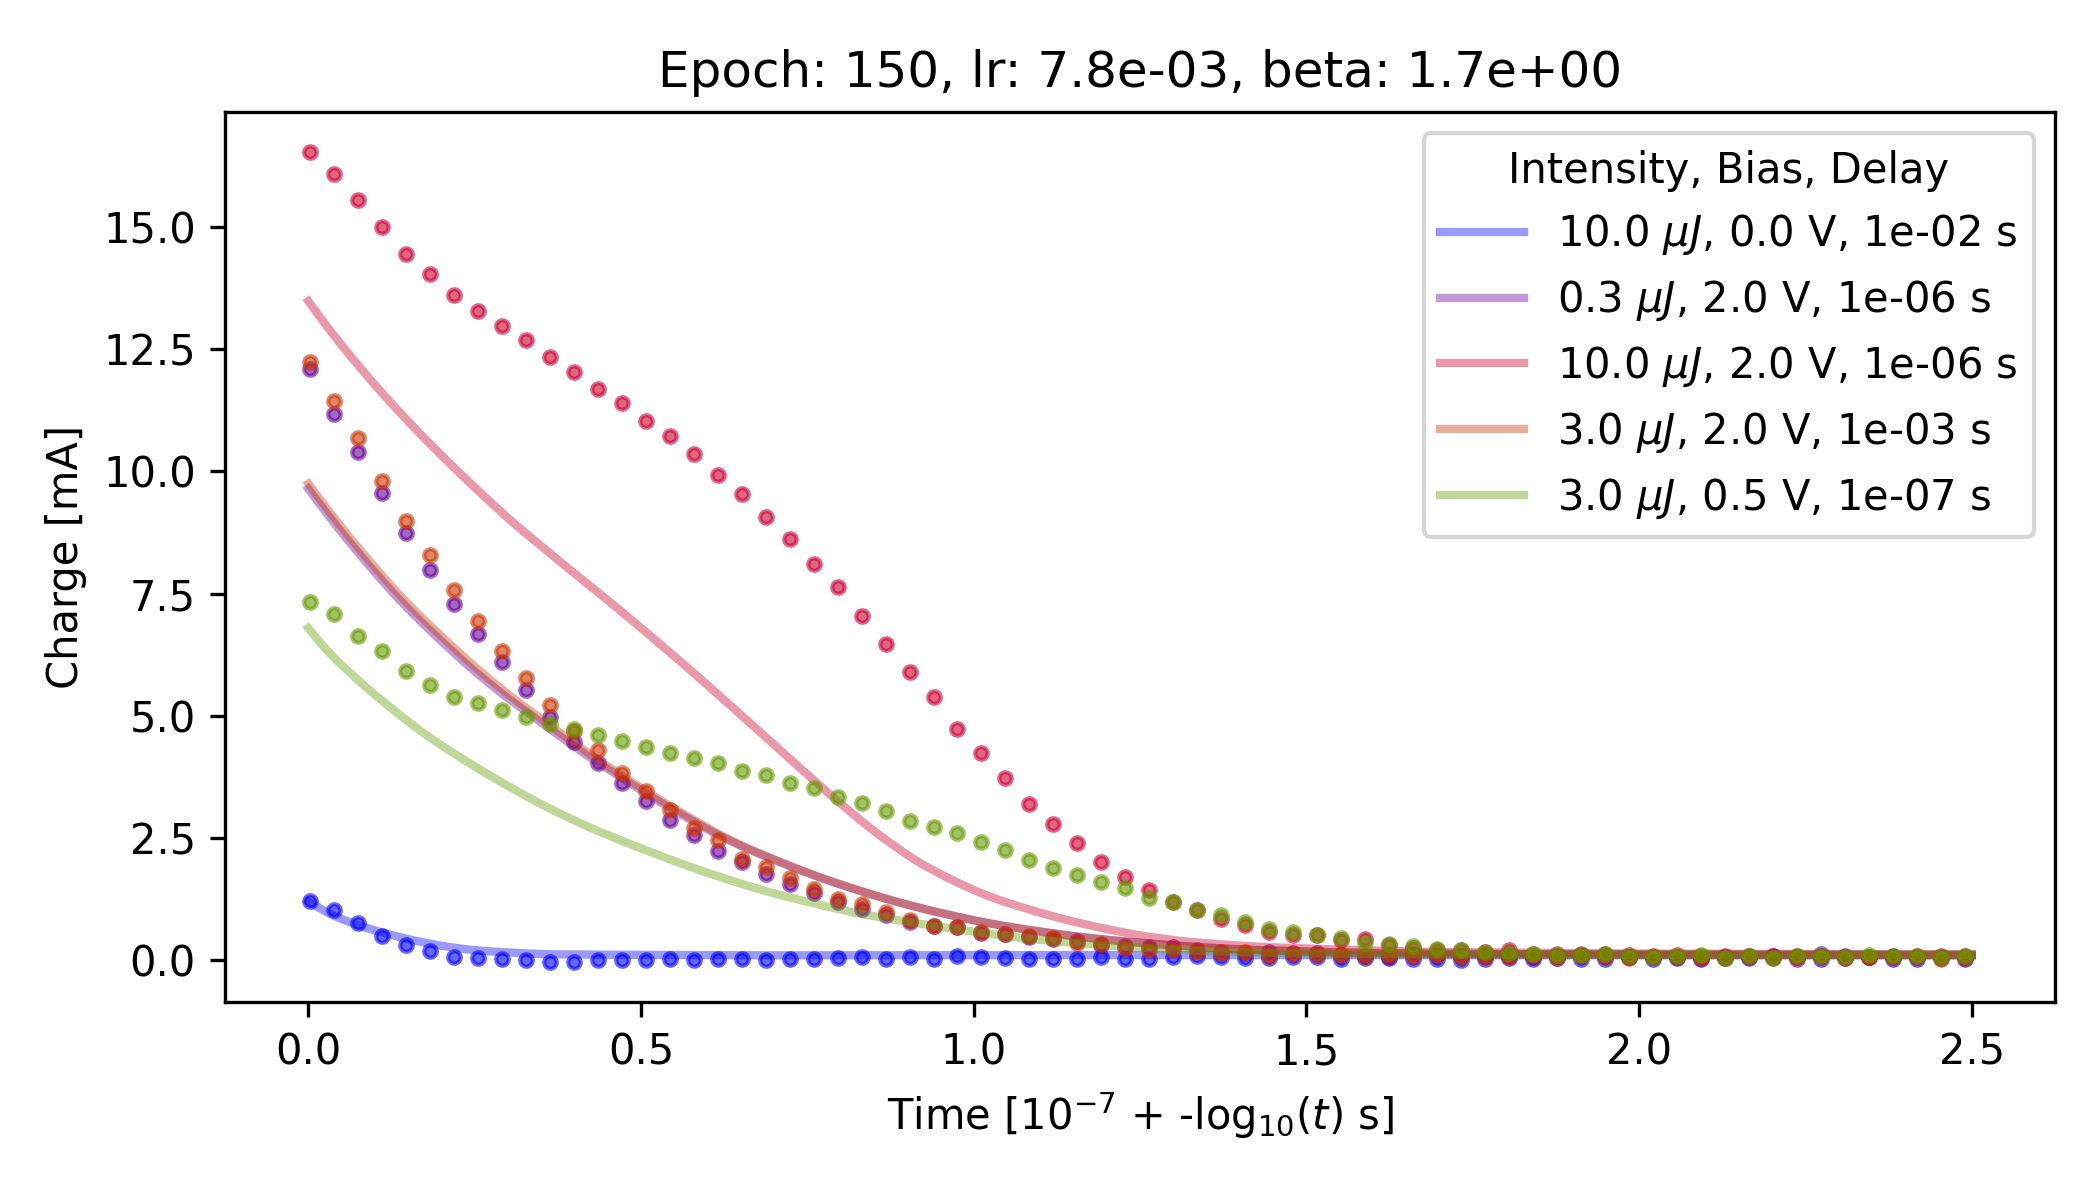 Epoch: 150, lr: 7.8e-03, beta: 1.7e+00
Intensity, Bias, Delay
10.0 μJ, 0.0 V, 1e-02 s
0.3 μJ, 2.0 V, 1e-06 s
10.0 μJ, 2.0 V, 1e-06 s
3.0 μJ, 2.0 V, 1e-03 s
3.0 μJ, 0.5 V, 1e-07 s
Charge [mA]
15.0
12.5
10.0
7.5
5.0
2.5
0.0
0.0 0.5 1.0 1.5 2.0 2.5
Time [10⁻⁷ + -log₁₀(t) s]